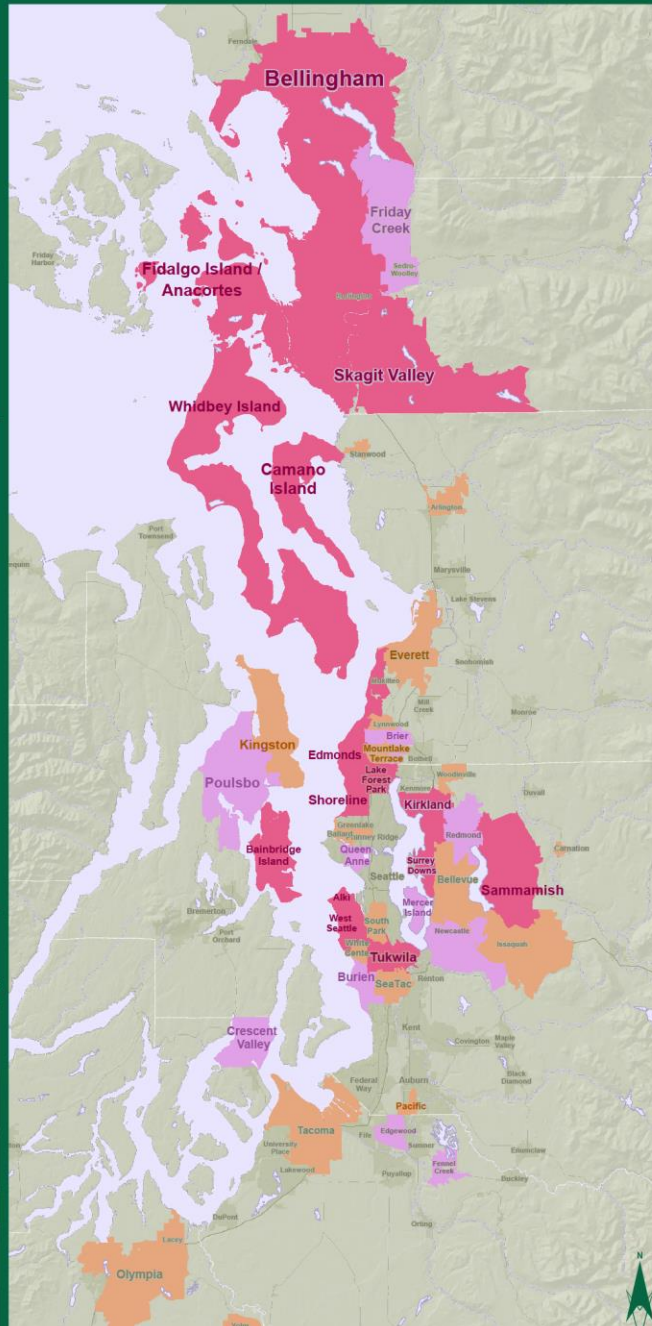 Ferndale
Bellingham
Friday
Creek
Friday
Harbor
Sedro-
Woolley
Fidalgo Island /
Anacortes
Burlington
Skagit Valley
Whidbey Island
Camano
Island
Stanwood
Arlington
Port
Townsend
Marysville
Lake Stevens
Everett
Snohomish
Mukilteo
Mill
Creek
Lynnwood
Monroe
Kingston
Brier
Edmonds
Mountlake
Terrace
Bothell
Poulsbo
Lake
Forest
Park
Woodinville
Kenmore
Duvall
Shoreline
Kirkland
Greenlake
Ballard
Redmond
Carnation
Bainbridge
Island
Queen
Anne
Surrey
Downs
Seattle
Bellevue
Sammamish
Alki
Mercer
Island
Bremerton
West
Seattle
South
Park
Newcastle
Port
Orchard
White
Center
Issaquah
Tukwila
Burien
SeaTac
Renton
Crescent
Valley
Kent
Covington
Maple
Valley
Black
Diamond
Federal
Way
Auburn
Pacific
Tacoma
Fife
Edgewood
University
Place
Sumner
Enumclaw
Lakewood
Puyallup
Fennel
Creek
Buckley
DuPont
Orting
Lacey
Olympia
N